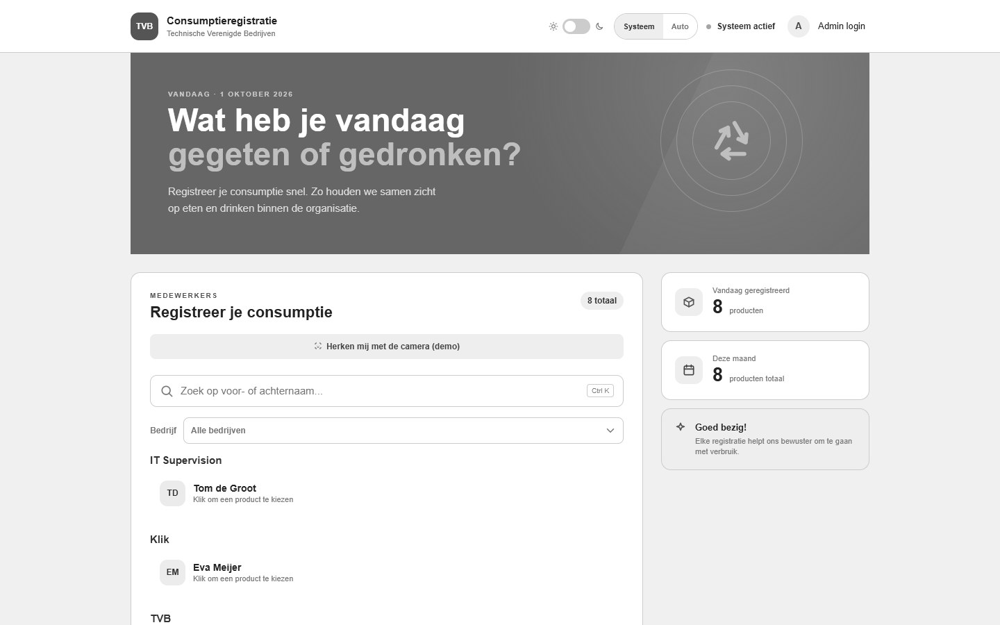 TVB
Consumptieregistratie
Technische Verenigde Bedrijven
Systeem
Auto
Systeem actief
A
Admin login
VANDAAG · 1 OKTOBER 2026
Wat heb je vandaag
gegeten of gedronken?
Registreer je consumptie snel. Zo houden we samen zicht
op eten en drinken binnen de organisatie.
MEDEWERKERS
Registreer je consumptie
8 totaal
Herken mij met de camera (demo)
Zoek op voor- of achternaam...
Ctrl K
Bedrijf
Alle bedrijven
IT Supervision
TD
Tom de Groot
Klik om een product te kiezen
Klik
EM
Eva Meijer
Klik om een product te kiezen
TVB
Vandaag geregistreerd
8 producten
Deze maand
8 producten totaal
Goed bezig!
Elke registratie helpt ons bewuster om te gaan
met verbruik.